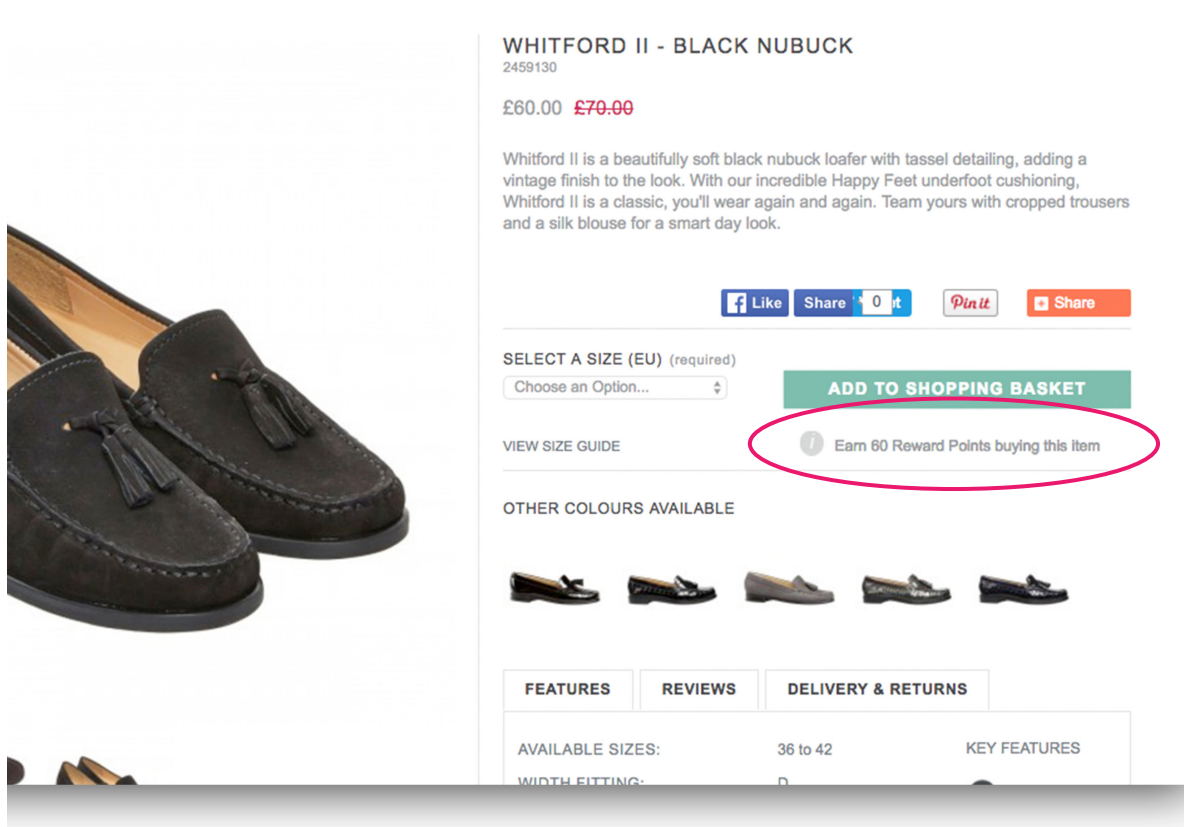 WHITFORD II - BLACK NUBUCK
2459130
£60.00 £70.00
Whitford II is a beautifully soft black nubuck loafer with tassel detailing, adding a
vintage finish to the look. With our incredible Happy Feet underfoot cushioning,
Whitford II is a classic, you'll wear again and again. Team yours with cropped trousers
and a silk blouse for a smart day look.
Like Share 0 Pin it Share
SELECT A SIZE (EU) (required)
Choose an Option...
ADD TO SHOPPING BASKET
VIEW SIZE GUIDE
i Earn 60 Reward Points buying this item
OTHER COLOURS AVAILABLE
FEATURES REVIEWS DELIVERY & RETURNS
AVAILABLE SIZES: 36 to 42 KEY FEATURES
WIDTH FITTING: D